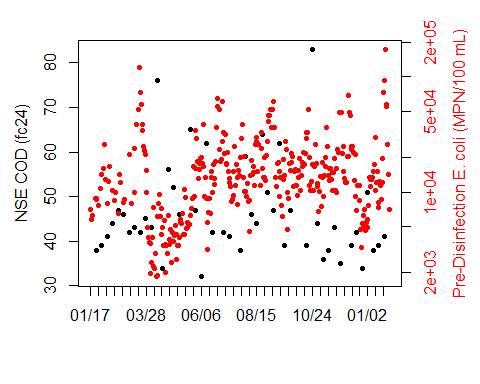 NSE COD (fc24)
80
70
60
50
40
30
01/17 03/28 06/06 08/15 10/24 01/02
2e+05
5e+04
1e+04
2e+03
Pre-Disinfection E. coli (MPN/100 mL)